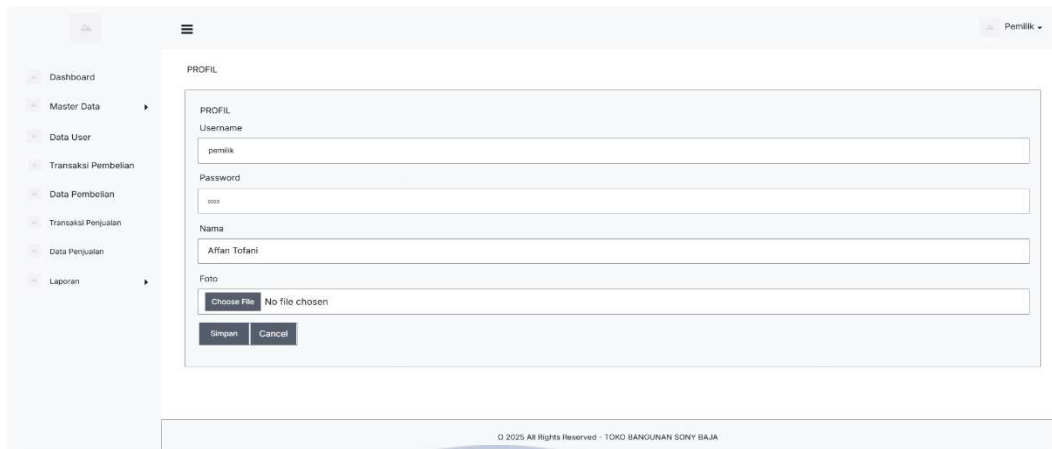 Pemilik
Dashboard
Master Data
Data User
Transaksi Pembelian
Data Pembelian
Transaksi Penjualan
Data Penjualan
Laporan
PROFIL
PROFIL
Username
pemilik
Password
Nama
Affan Tofani
Foto
Choose File No file chosen
Simpan Cancel
© 2025 All Rights Reserved - TOKO BANGUNAN SONY BAJA